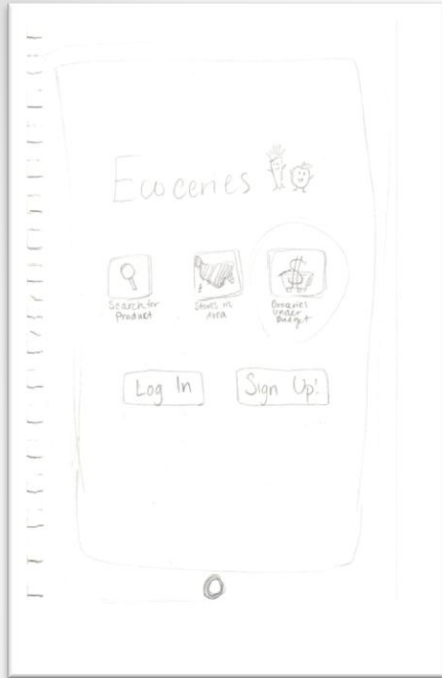 Ecoceries
Search for
Product
Stores in
Area
$
Groceries
Under
Budget
Log In
Sign Up!